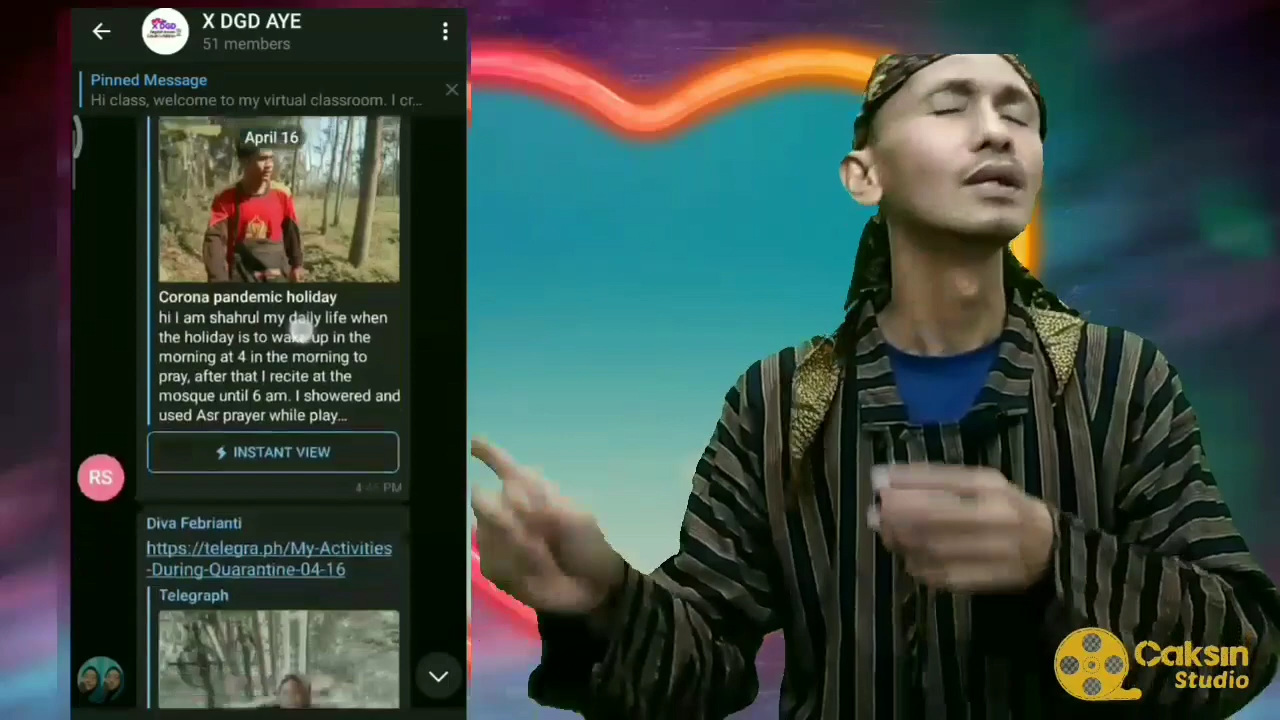 X DGD AYE
51 members
Pinned Message
Hi class, welcome to my virtual classroom. I cr...
April 16
Corona pandemic holiday
hi I am shahrul my daily life when
the holiday is to wake up in the
morning at 4 in the morning to
pray, after that I recite at the
mosque until 6 am. I showered and
used Asr prayer while play...
INSTANT VIEW
RS
PM
Diva Febrianti
https://telegra.ph/My-Activities
-During-Quarantine-04-16
Telegraph
Caksin
Studio